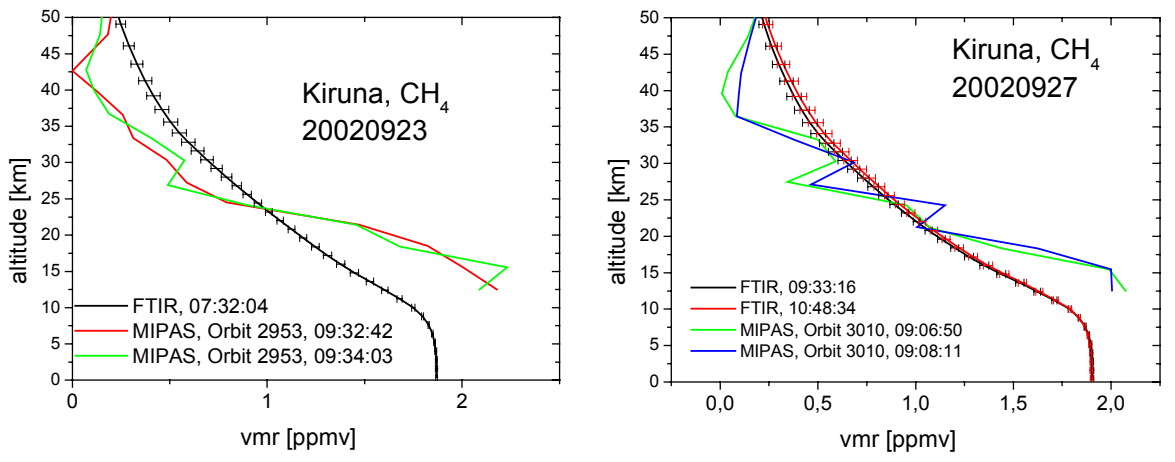 50
45
40
35
30
25
20
15
10
5
0
altitude [km]
Kiruna, CH4
20020923
FTIR, 07:32:04
MIPAS, Orbit 2953, 09:32:42
MIPAS, Orbit 2953, 09:34:03
0 1 2
vmr [ppmv]
50
45
40
35
30
25
20
15
10
5
0
altitude [km]
Kiruna, CH4
20020927
FTIR, 09:33:16
FTIR, 10:48:34
MIPAS, Orbit 3010, 09:06:50
MIPAS, Orbit 3010, 09:08:11
0,0 0,5 1,0 1,5 2,0
vmr [ppmv]